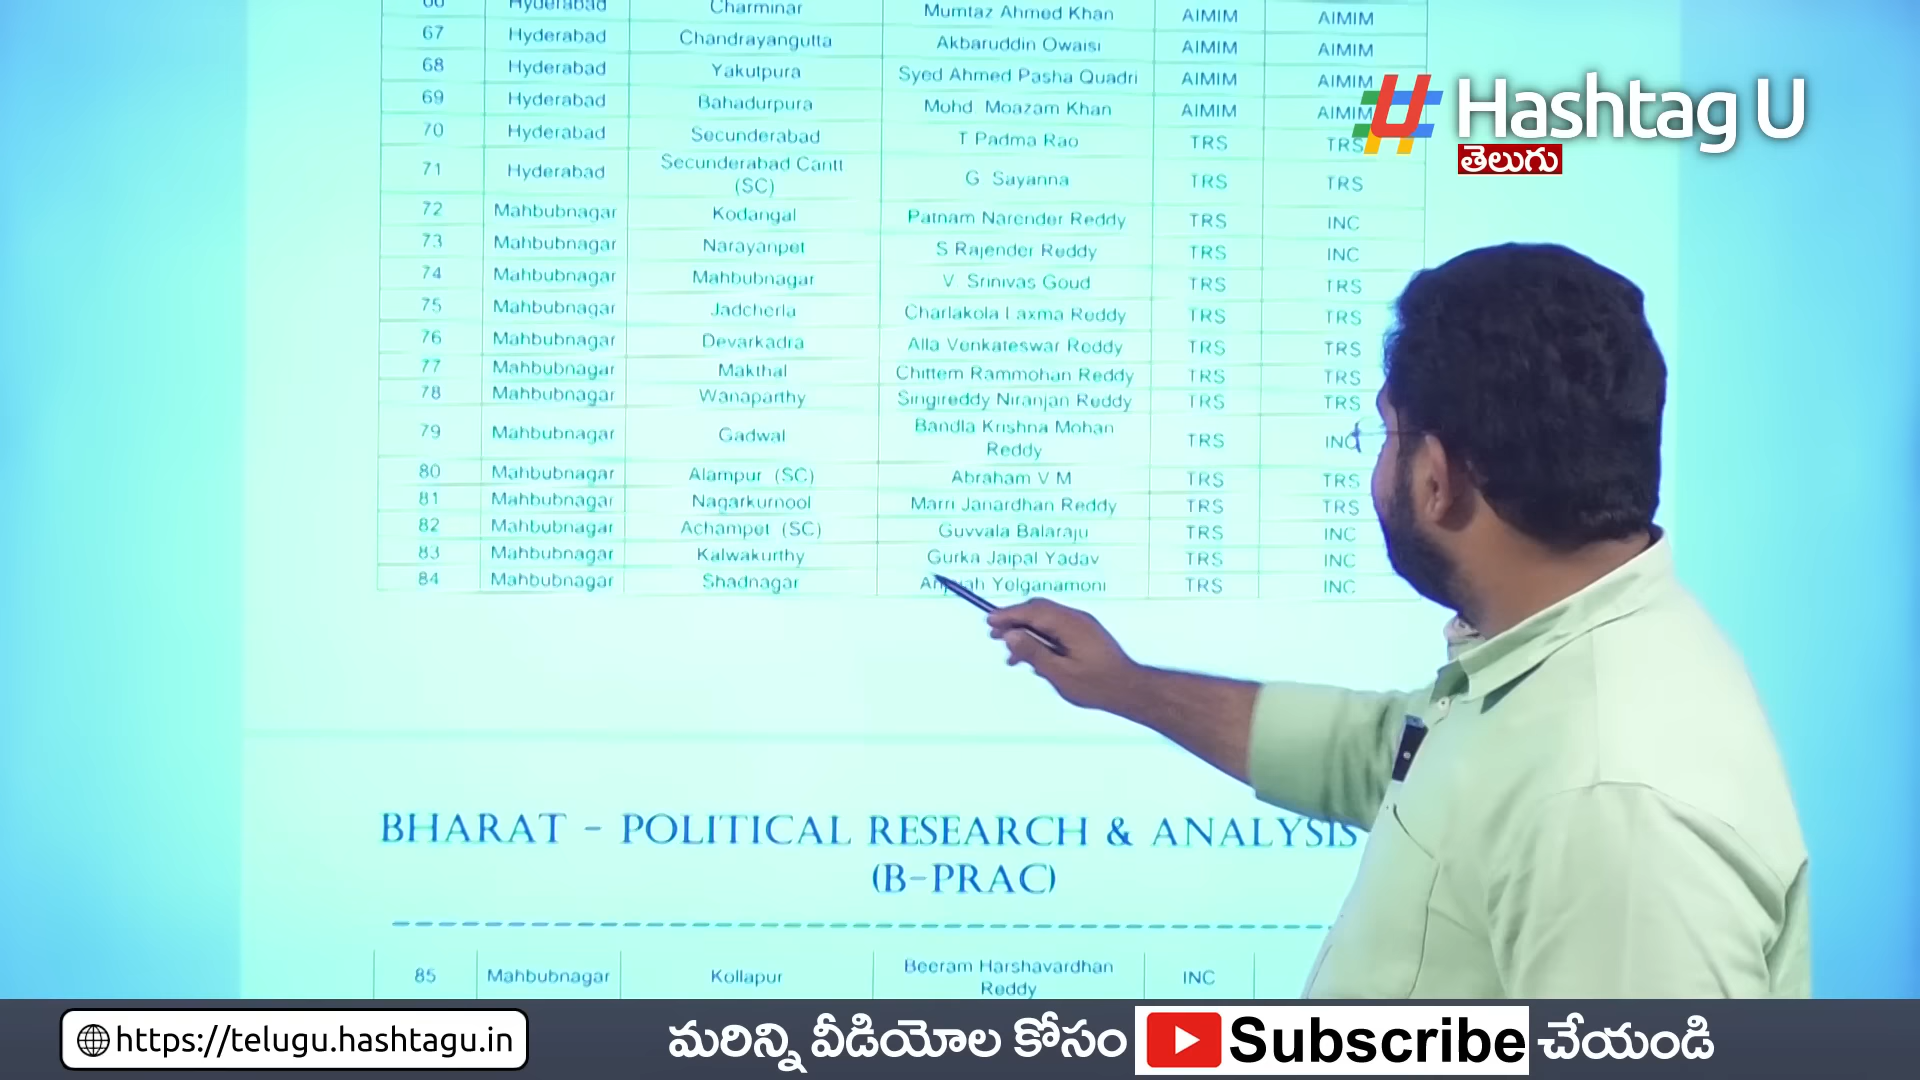 66 Hyderabad Charminar Mumtaz Ahmed Khan AIMIM AIMIM
67 Hyderabad Chandrayangutta Akbaruddin Owaisi AIMIM AIMIM
68 Hyderabad Yakutpura Syed Ahmed Pasha Quadri AIMIM AIMIM
69 Hyderabad Bahadurpura Mohd Moazam Khan AIMIM AIMIM
70 Hyderabad Secunderabad T Padma Rao TRS TRS
71 Hyderabad Secunderabad Cantt (SC) G Sayanna TRS TRS
72 Mahbubnagar Kodangal Patnam Narender Reddy TRS INC
73 Mahbubnagar Narayanpet S Rajender Reddy TRS INC
74 Mahbubnagar Mahbubnagar V Srinivas Goud TRS TRS
75 Mahbubnagar Jadcherla Charlakola Laxma Reddy TRS TRS
76 Mahbubnagar Devarkadra Alla Venkateswar Reddy TRS TRS
77 Mahbubnagar Makthal Chittem Rammohan Reddy TRS TRS
78 Mahbubnagar Wanaparthy Singireddy Niranjan Reddy TRS TRS
79 Mahbubnagar Gadwal Bandla Krishna Mohan Reddy TRS INC
80 Mahbubnagar Alampur (SC) Abraham V M TRS TRS
81 Mahbubnagar Nagarkurnool Marri Janardhan Reddy TRS TRS
82 Mahbubnagar Achampet (SC) Guvvala Balaraju TRS INC
83 Mahbubnagar Kalwakurthy Gurka Jaipal Yadav TRS INC
84 Mahbubnagar Shadnagar Yelganamoni TRS INC
BHARAT - POLITICAL RESEARCH & ANALYSIS
(B-PRAC)
85 Mahbubnagar Kollapur Beeram Harshavardhan Reddy INC
Hashtag U
తెలుగు
https://telugu.hashtagu.in
మరిన్ని వీడియోల కోసం Subscribe చేయండి